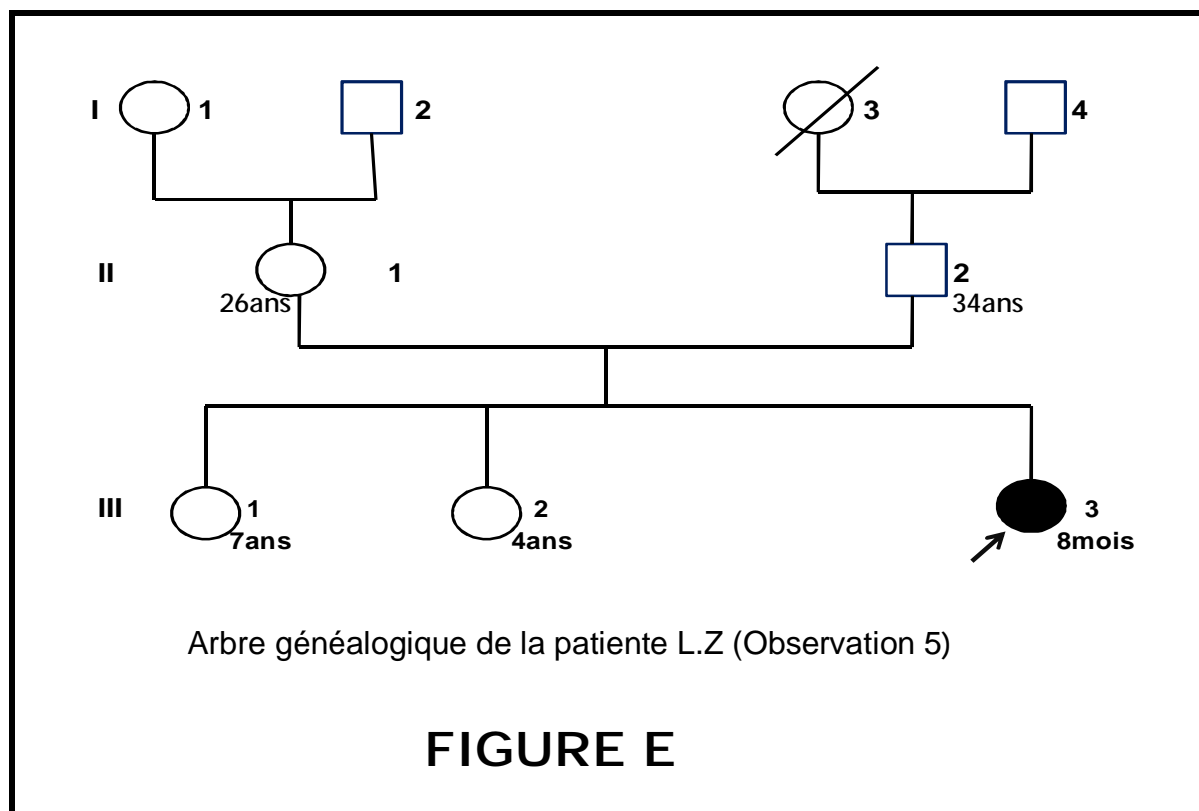 I 1 2 3 4
II 1 2
26ans 34ans
III 1 2 3
7ans 4ans 8mois
Arbre généalogique de la patiente L.Z (Observation 5)
FIGURE E